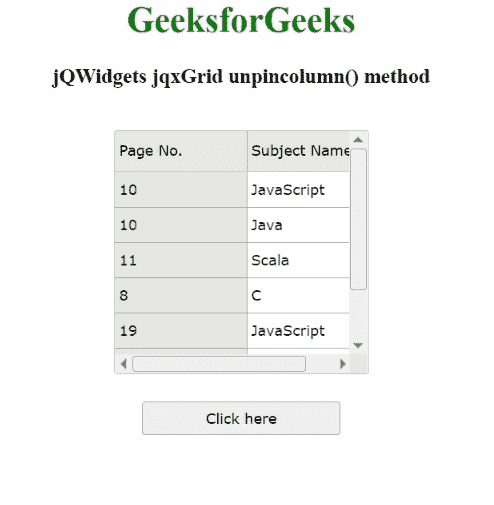 GeeksforGeeks
jQWidgets jqxGrid unpincolumn() method
Page No. Subject Name
10 JavaScript
10 Java
11 Scala
8 C
19 JavaScript
Click here